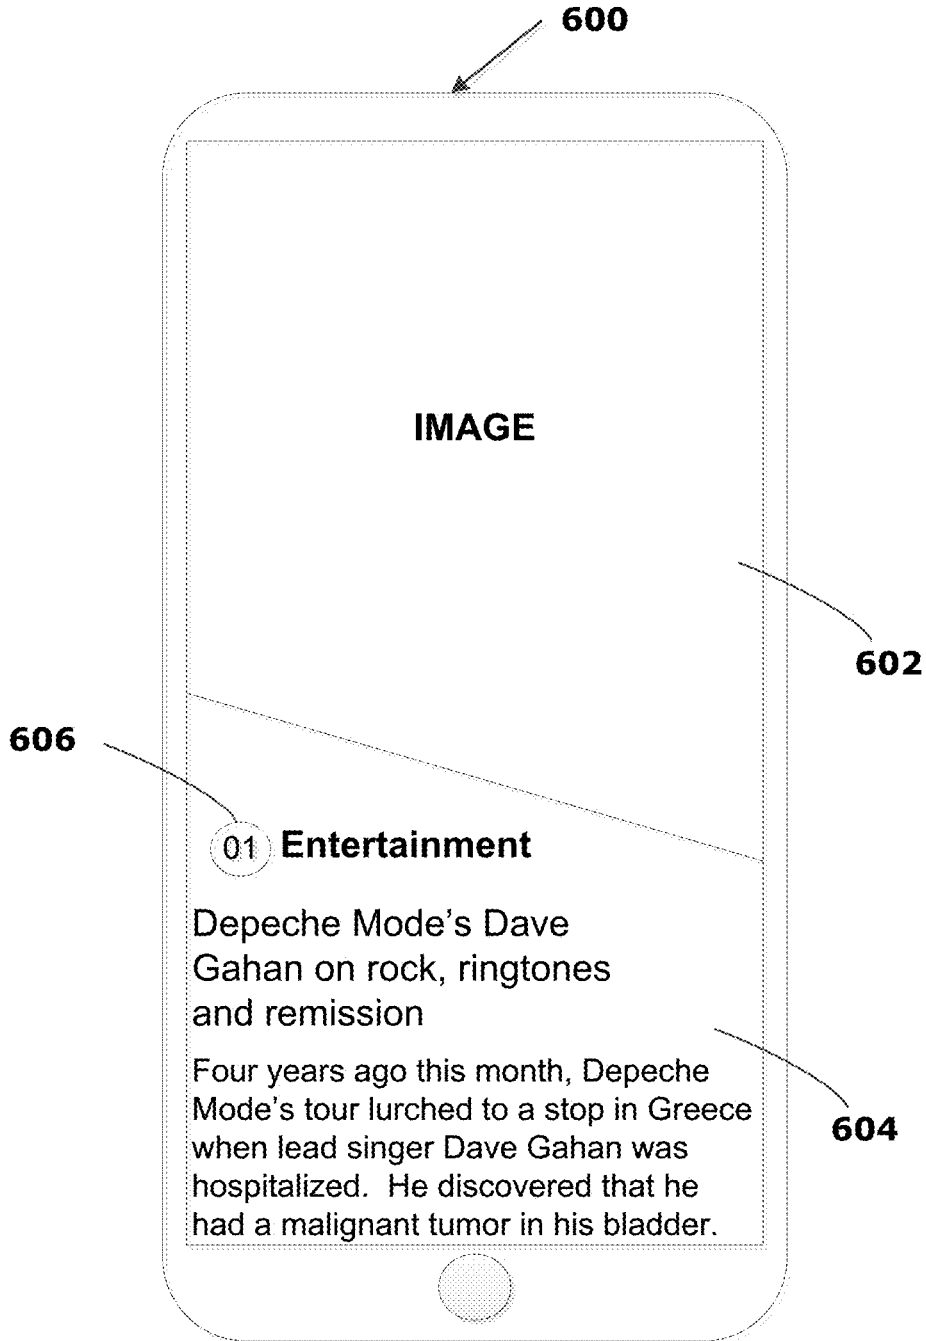 600
IMAGE
602
606
01 Entertainment
Depeche Mode's Dave
Gahan on rock, ringtones
and remission
Four years ago this month, Depeche
Mode's tour lurched to a stop in Greece
when lead singer Dave Gahan was
hospitalized.  He discovered that he
had a malignant tumor in his bladder.
604